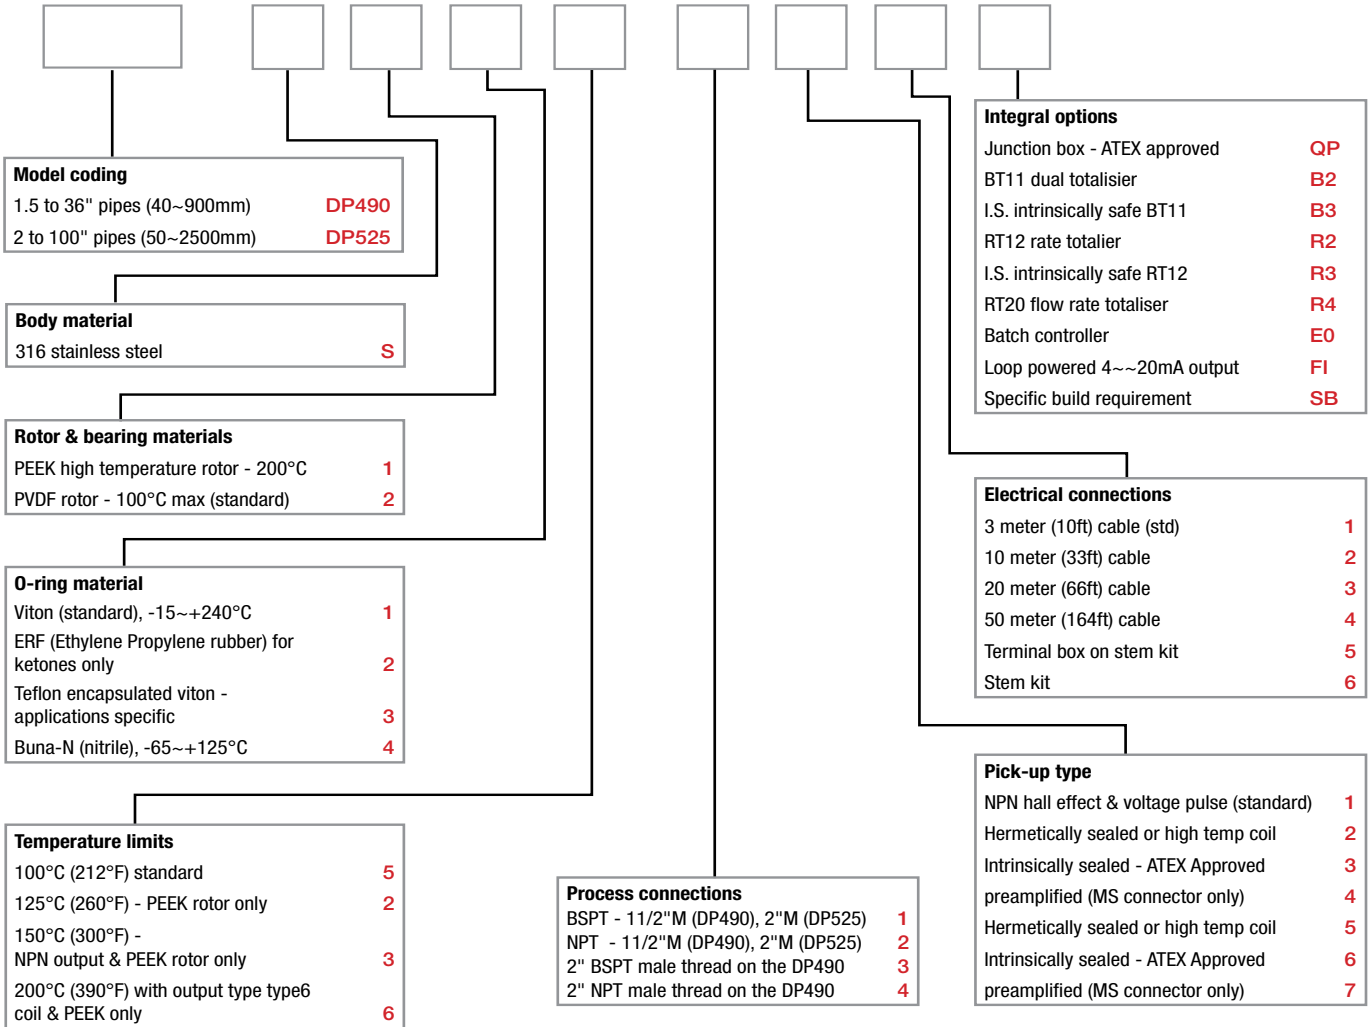 Model coding
1.5 to 36" pipes (40~900mm) DP490
2 to 100" pipes (50~2500mm) DP525
Body material
316 stainless steel S
Rotor & bearing materials
PEEK high temperature rotor - 200°C 1
PVDF rotor - 100°C max (standard) 2
O-ring material
Viton (standard), -15~+240°C 1
ERF (Ethylene Propylene rubber) for
ketones only 2
Teflon encapsulated viton -
applications specific 3
Buna-N (nitrile), -65~+125°C 4
Temperature limits
100°C (212°F) standard 5
125°C (260°F) - PEEK rotor only 2
150°C (300°F) -
NPN output & PEEK rotor only 3
200°C (390°F) with output type type6
coil & PEEK only 6
Process connections
BSPT - 11/2"M (DP490), 2"M (DP525) 1
NPT - 11/2"M (DP490), 2"M (DP525) 2
2" BSPT male thread on the DP490 3
2" NPT male thread on the DP490 4
Integral options
Junction box - ATEX approved QP
BT11 dual totalisier B2
I.S. intrinsically safe BT11 B3
RT12 rate totalier R2
I.S. intrinsically safe RT12 R3
RT20 flow rate totaliser R4
Batch controller E0
Loop powered 4~~20mA output FI
Specific build requirement SB
Electrical connections
3 meter (10ft) cable (std) 1
10 meter (33ft) cable 2
20 meter (66ft) cable 3
50 meter (164ft) cable 4
Terminal box on stem kit 5
Stem kit 6
Pick-up type
NPN hall effect & voltage pulse (standard) 1
Hermetically sealed or high temp coil 2
Intrinsically sealed - ATEX Approved 3
preamplified (MS connector only) 4
Hermetically sealed or high temp coil 5
Intrinsically sealed - ATEX Approved 6
preamplified (MS connector only) 7